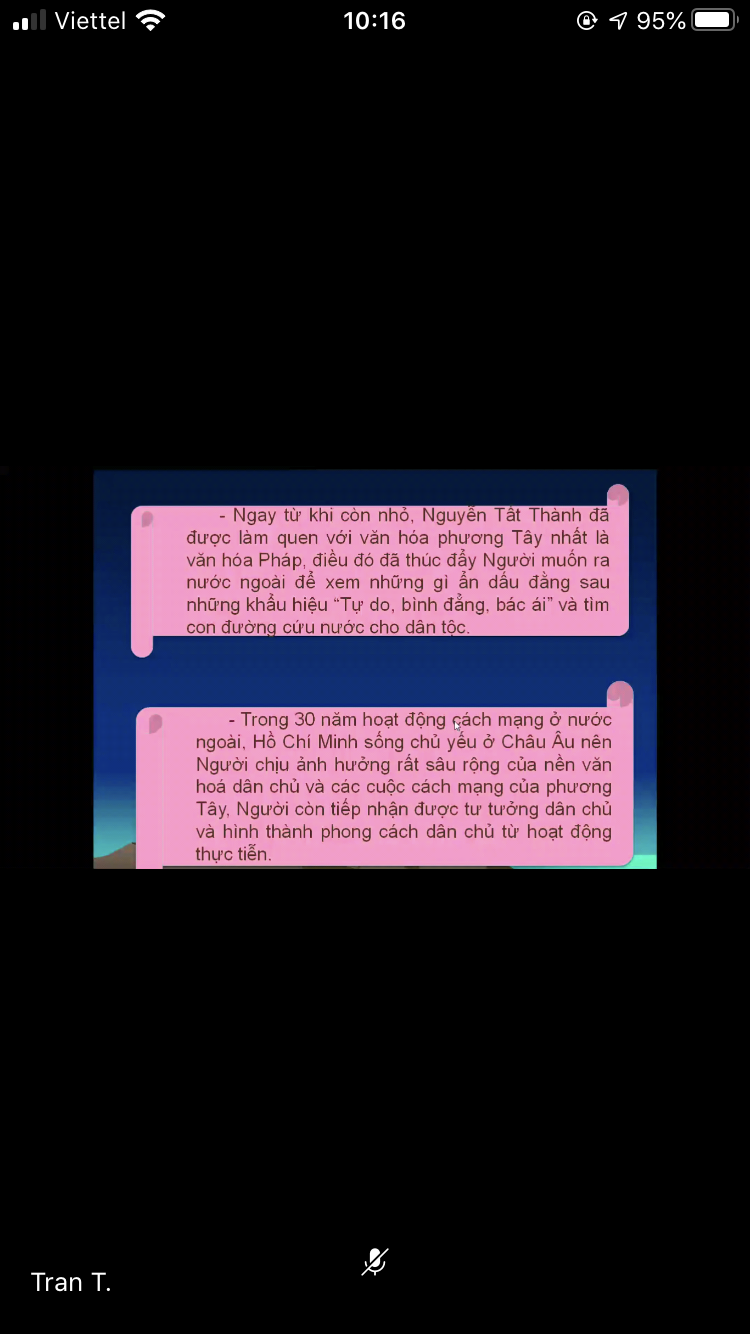 Viettel
10:16
95%
- Ngay từ khi còn nhỏ, Nguyễn Tất Thành đã
được làm quen với văn hóa phương Tây nhất là
văn hóa Pháp, điều đó đã thúc đẩy Người muốn ra
nước ngoài để xem những gì ẩn dấu đằng sau
những khẩu hiệu “Tự do, bình đẳng, bác ái” và tìm
con đường cứu nước cho dân tộc.
- Trong 30 năm hoạt động cách mạng ở nước
ngoài, Hồ Chí Minh sống chủ yếu ở Châu Âu nên
Người chịu ảnh hưởng rất sâu rộng của nền văn
hoá dân chủ và các cuộc cách mạng của phương
Tây, Người còn tiếp nhận được tư tưởng dân chủ
và hình thành phong cách dân chủ từ hoạt động
thực tiễn.
Tran T.